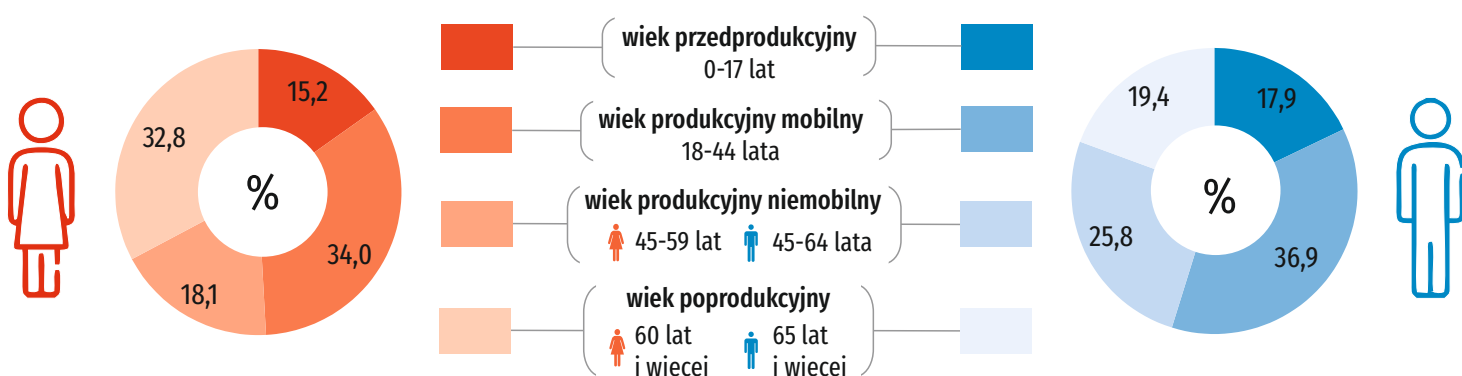 15,2
34,0
18,1
32,8
%
wiek przedprodukcyjny
0-17 lat
wiek produkcyjny mobilny
18-44 lata
wiek produkcyjny niemobilny
45-59 lat 45-64 lata
wiek poprodukcyjny
60 lat 65 lat
i więcej i więcej
17,9
36,9
25,8
19,4
%